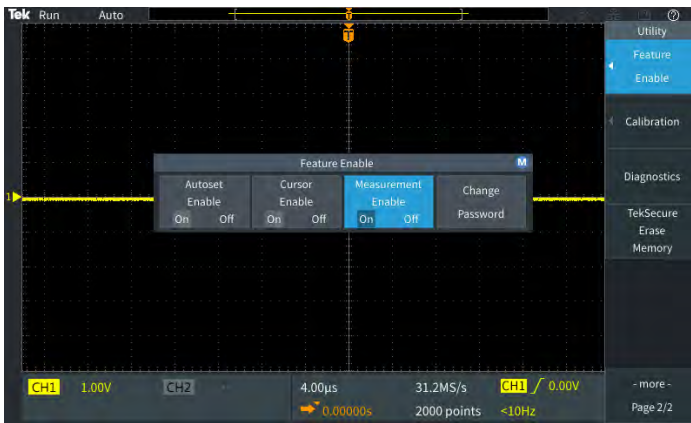 Tek Run Auto
T
?
Utility
Feature
Enable
Calibration
Diagnostics
TekSecure
Erase
Memory
Feature Enable M
Autoset
Enable
On Off
Cursor
Enable
On Off
Measurement
Enable
On Off
Change
Password
1
CH1 1.00V CH2 4.00µs 31.2MS/s CH1 0.00V
0.00000s 2000 points <10Hz
- more -
Page 2/2